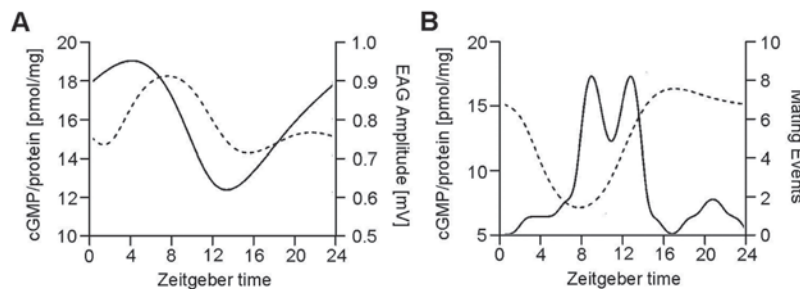 A
20
18
16
14
12
10
cGMP/protein [pmol/mg]
1.0
0.9
0.8
0.7
0.6
0.5
EAG Amplitude [mV]
0 4 8 12 16 20 24
Zeitgeber time
B
20
15
10
5
cGMP/protein [pmol/mg]
10
8
6
4
2
0
Mating Events
0 4 8 12 16 20 24
Zeitgeber time